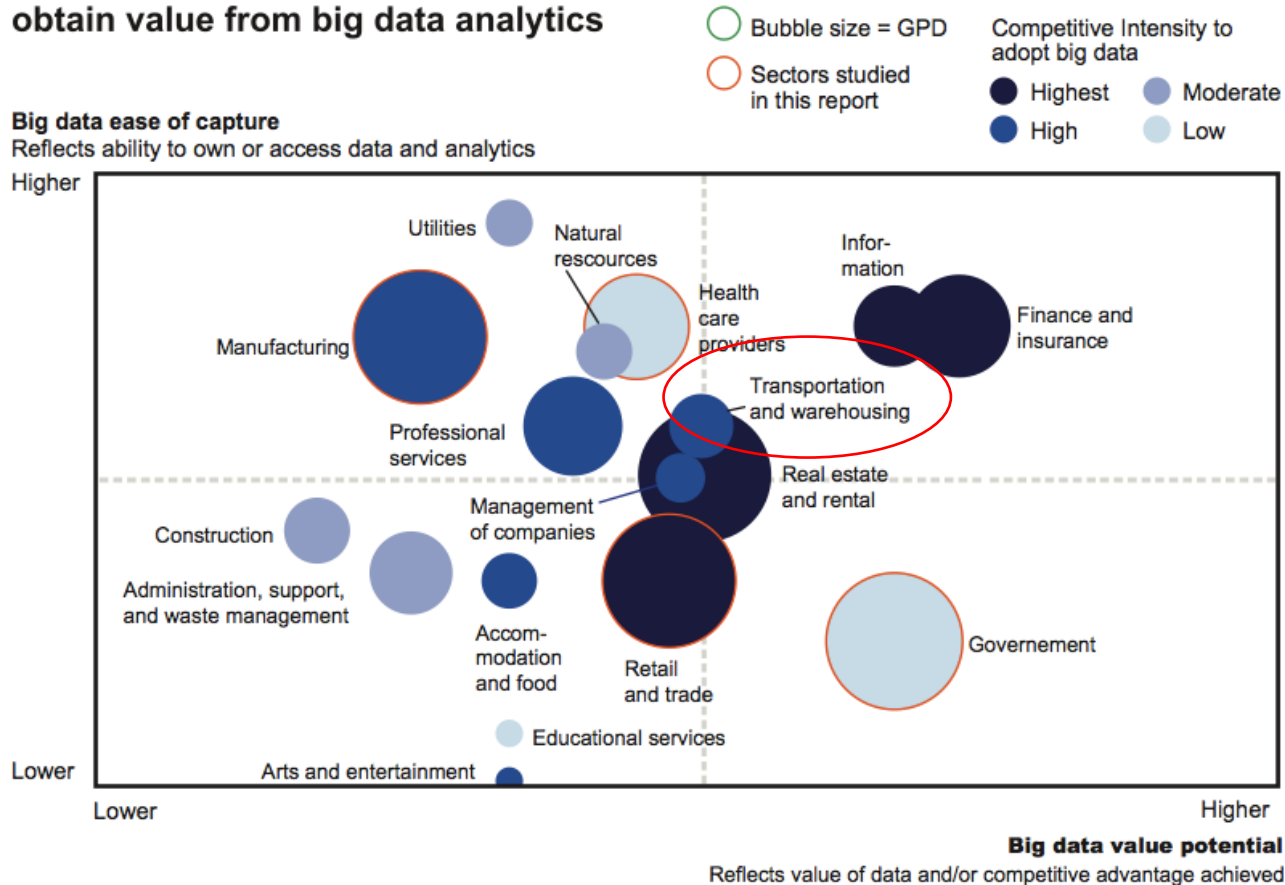 obtain value from big data analytics
Bubble size = GPD
Sectors studied
in this report
Competitive Intensity to
adopt big data
Highest
Moderate
High
Low
Big data ease of capture
Reflects ability to own or access data and analytics
Higher
Utilities
Natural
rescources
Infor-
mation
Health
care
providers
Finance and
insurance
Manufacturing
Transportation
and warehousing
Professional
services
Real estate
and rental
Management
of companies
Construction
Administration, support,
and waste management
Accom-
modation
and food
Retail
and trade
Governement
Educational services
Arts and entertainment
Lower
Lower
Higher
Big data value potential
Reflects value of data and/or competitive advantage achieved